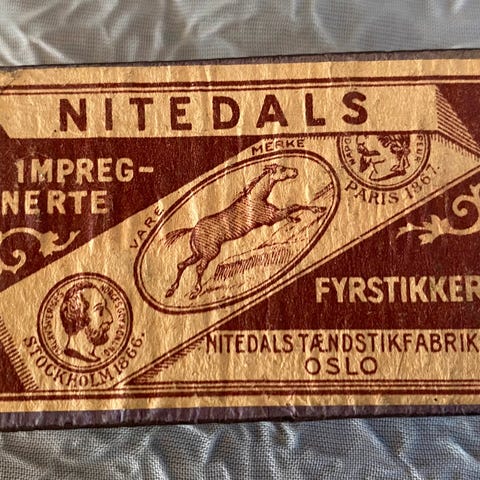 NITEDALS
IMPREG-
NERTE
VARE MERKE
PARIS 1867.
STOCKHOLM 1866.
FYRSTIKKER
NITEDALS TÆNDSTIKFABRIK
OSLO